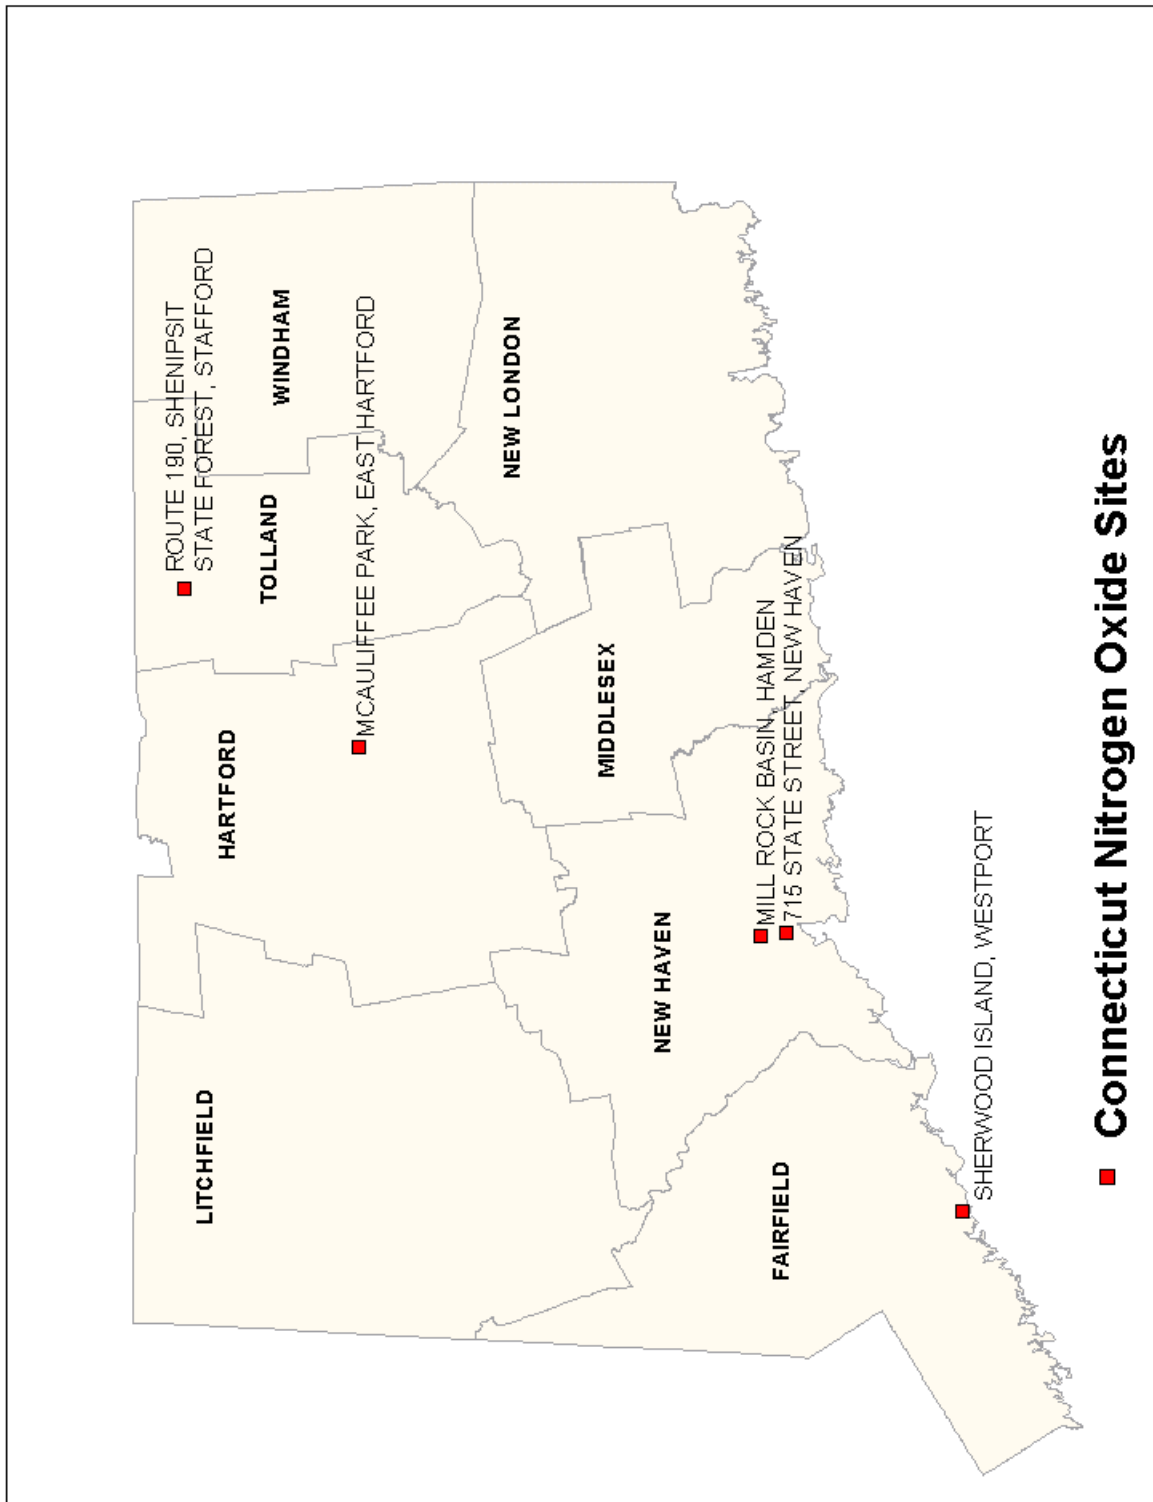 ROUTE 190, SHENIPSIT
STATE FOREST, STAFFORD
LITCHFIELD
HARTFORD
TOLLAND
WINDHAM
MCAULIFFEE PARK, EAST HARTFORD
NEW LONDON
MIDDLESEX
NEW HAVEN
MILL ROCK BASIN, HAMDEN
715 STATE STREET, NEW HAVEN
FAIRFIELD
SHERWOOD ISLAND, WESTPORT
Connecticut Nitrogen Oxide Sites